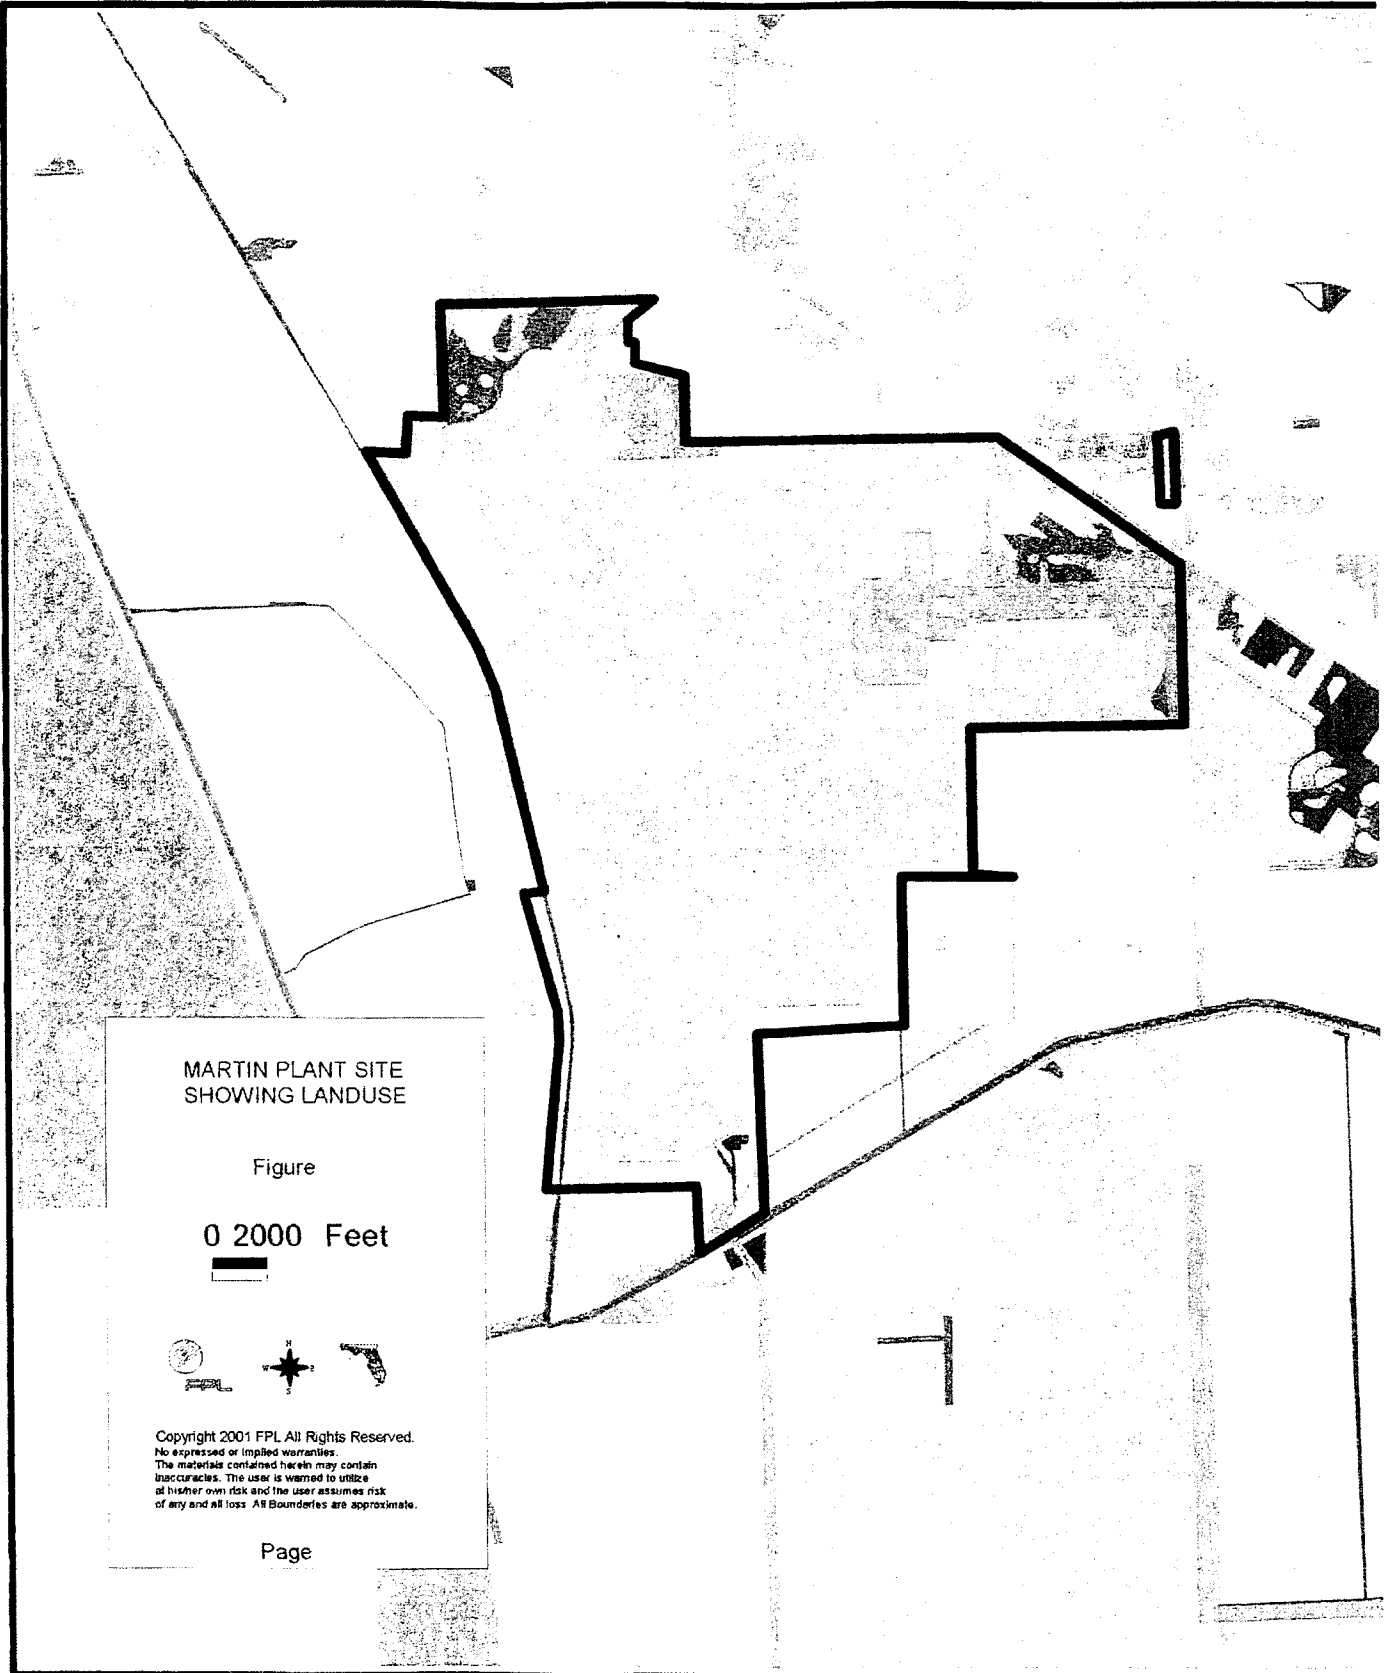 MARTIN PLANT SITE
SHOWING LANDUSE
Figure
0 2000 Feet
N
W E
S
FPL
Copyright 2001 FPL All Rights Reserved.
No expressed or implied warranties.
The materials contained herein may contain
inaccuracies. The user is warned to utilize
at his/her own risk and the user assumes risk
of any and all loss. All Bounderies are approximate.
Page